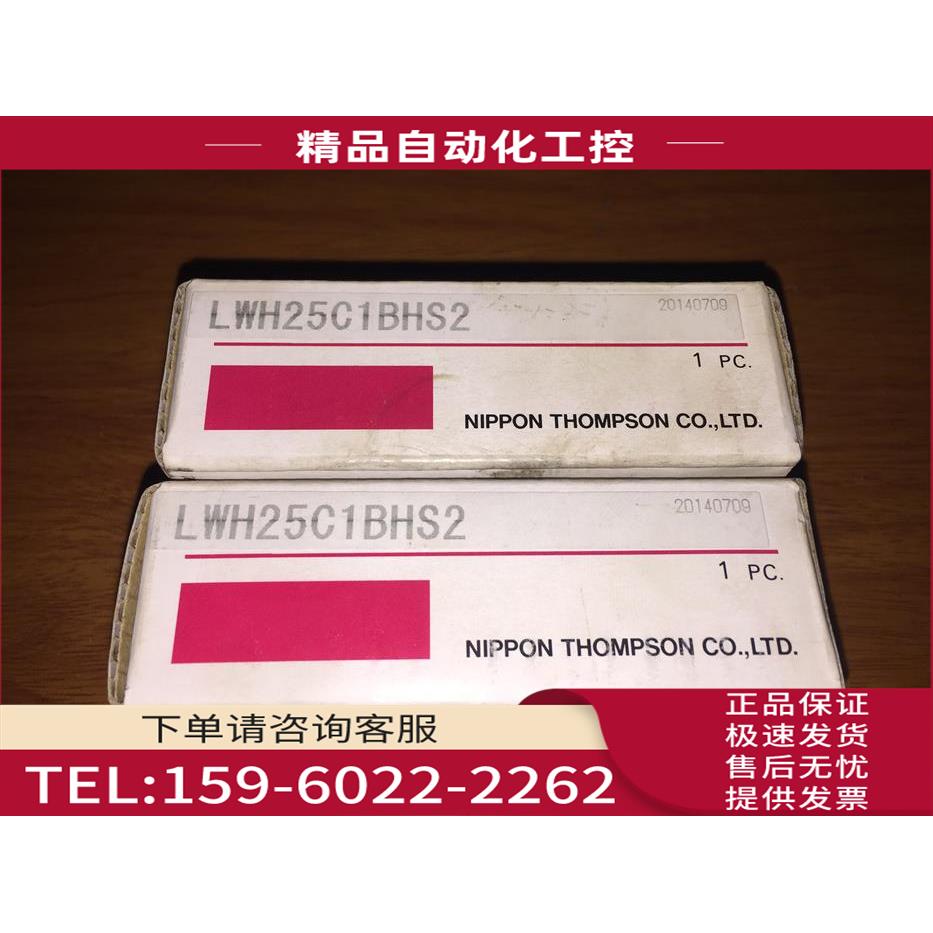 精品自动化工控
LWH25C1BHS2
20140709
1 PC.
NIPPON THOMPSON CO.,LTD.
LWH25C1BHS2
20140709
1 PC.
NIPPON THOMPSON CO.,LTD.
下单请咨询客服
TEL:159-6022-2262
正品保证
极速发货
售后无忧
提供发票